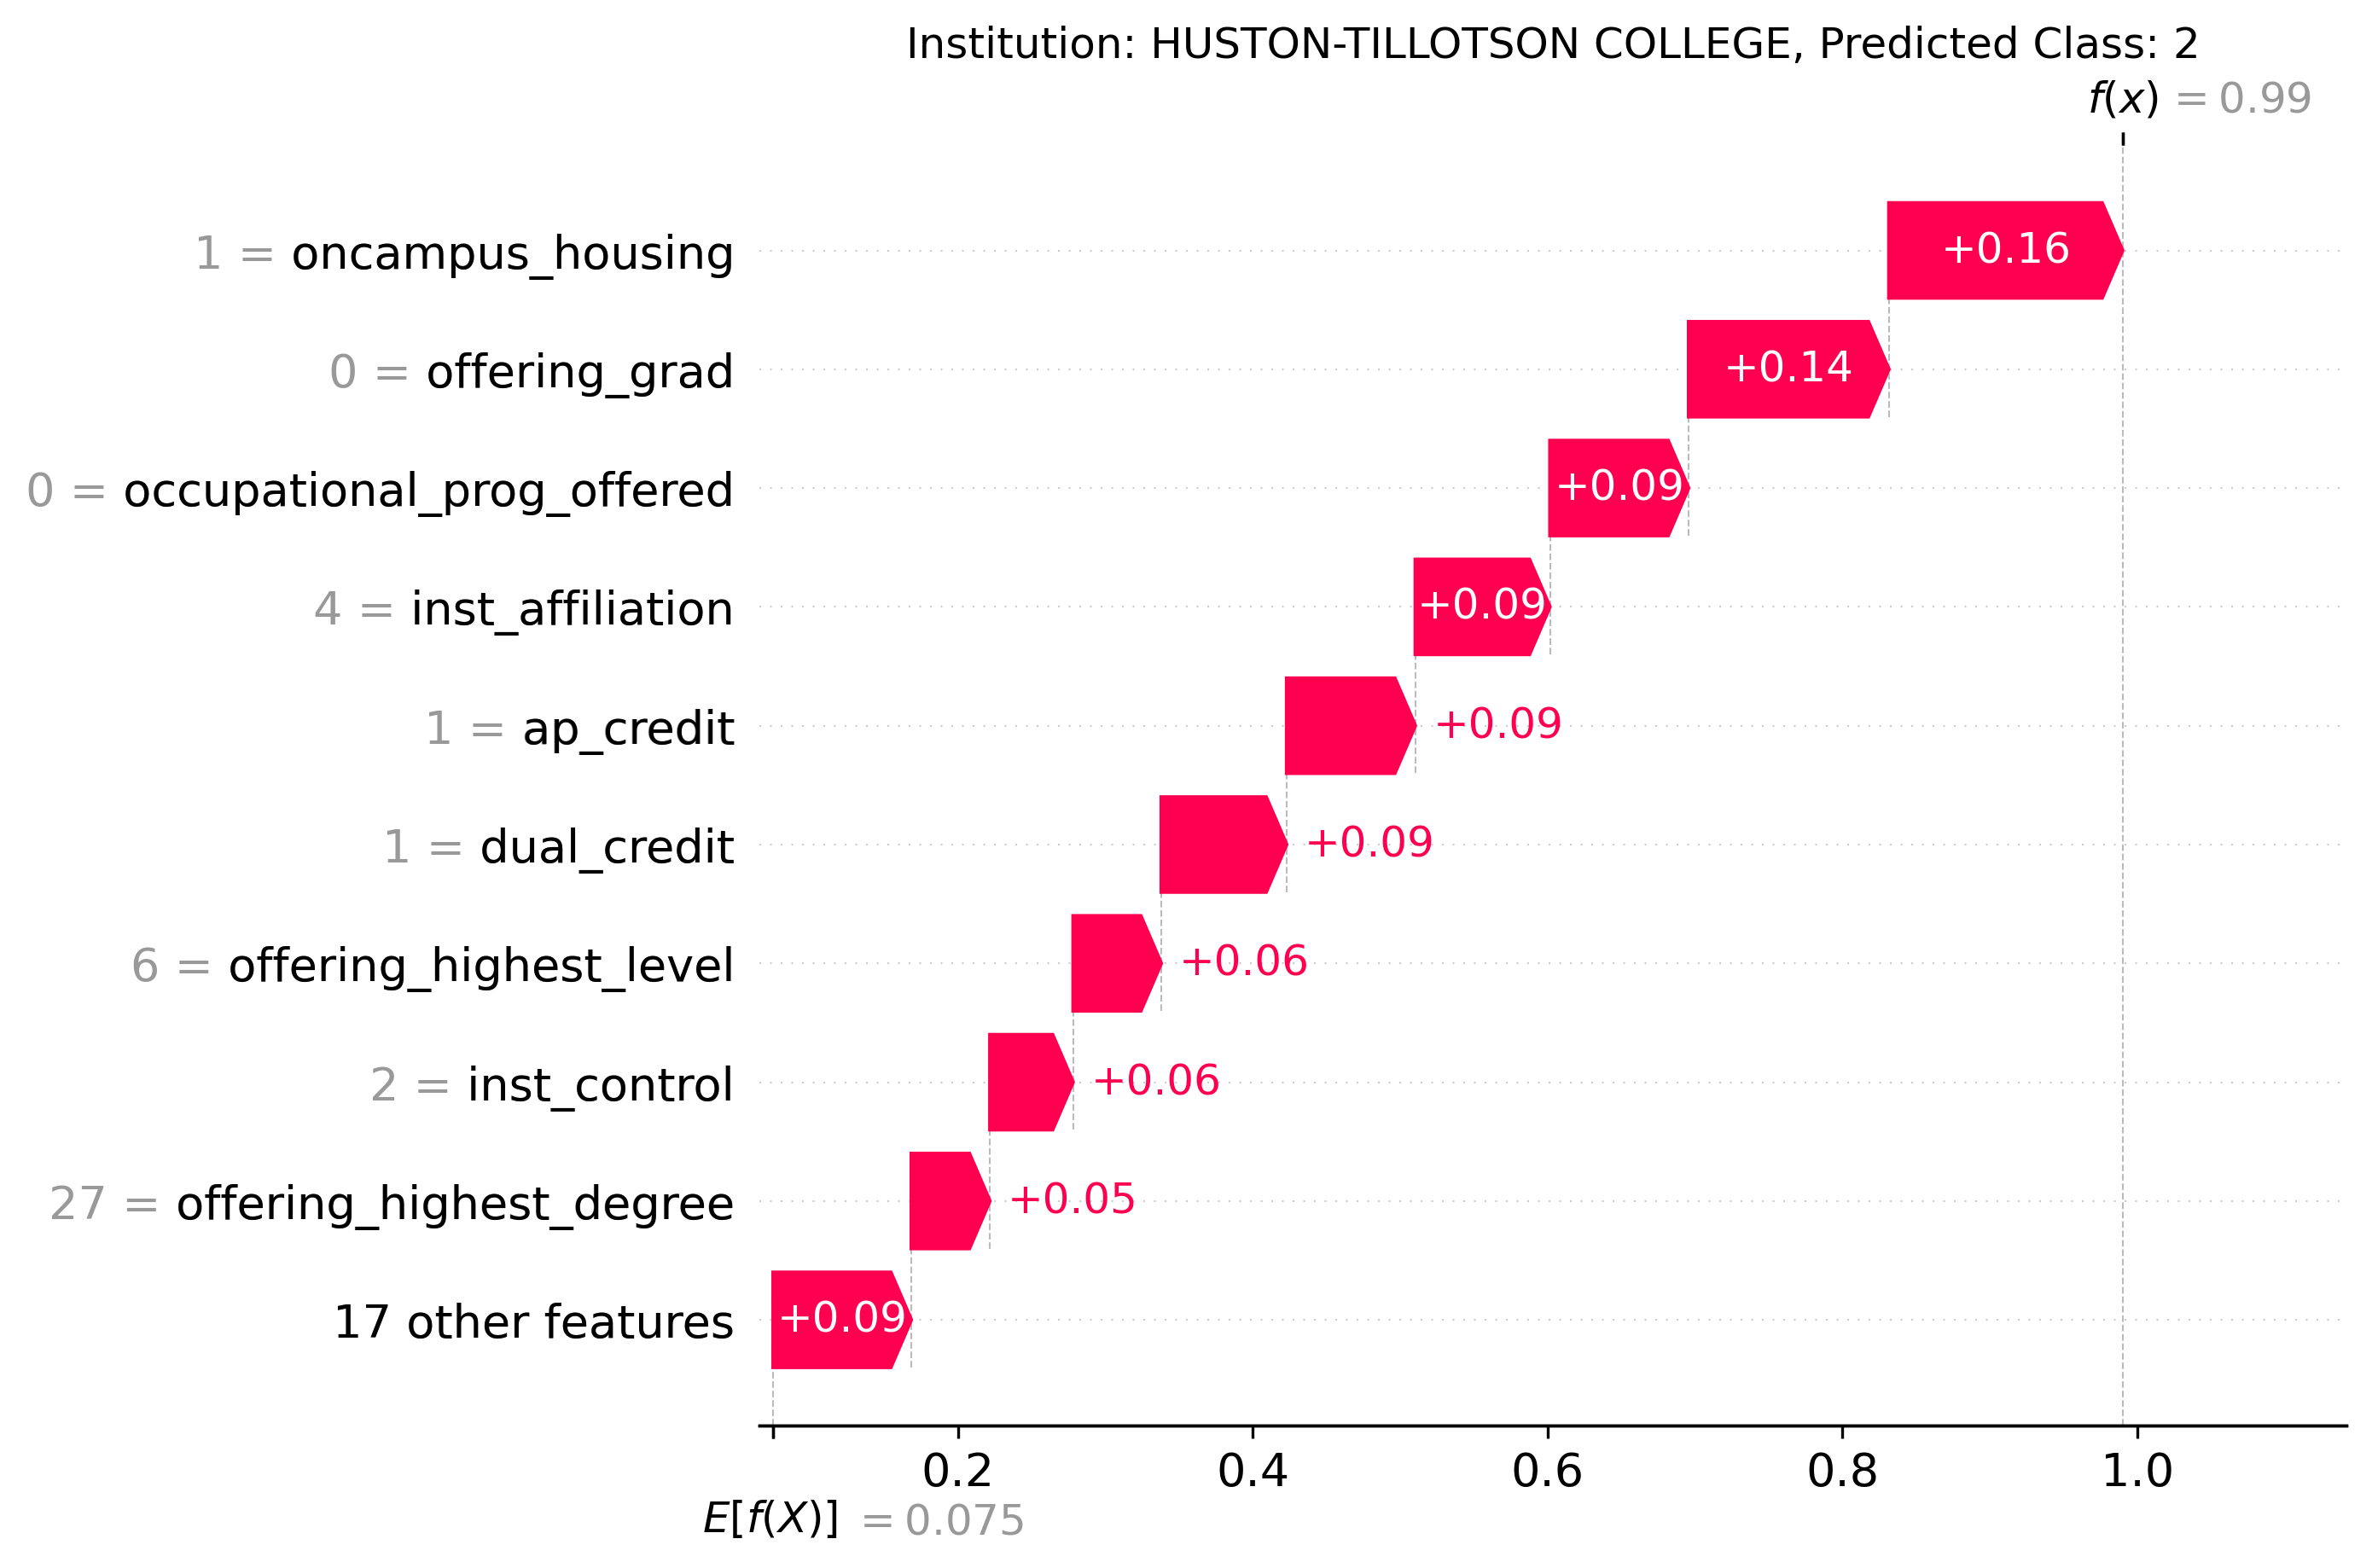 Institution: HUSTON-TILLOTSON COLLEGE, Predicted Class: 2
f(x) = 0.99
1 = oncampus_housing +0.16
0 = offering_grad +0.14
0 = occupational_prog_offered +0.09
4 = inst_affiliation +0.09
1 = ap_credit +0.09
1 = dual_credit +0.09
6 = offering_highest_level +0.06
2 = inst_control +0.06
27 = offering_highest_degree +0.05
17 other features +0.09
0.2 0.4 0.6 0.8 1.0
E[f(X)] = 0.075